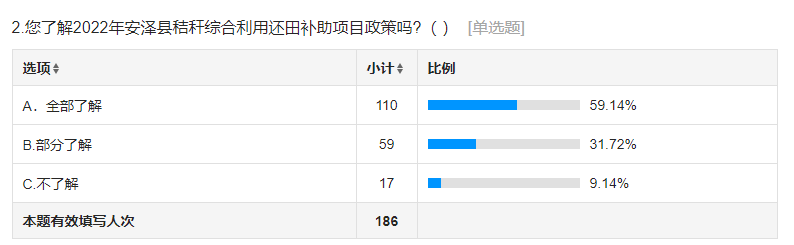 2.您了解2022年安泽县秸秆综合利用还田补助项目政策吗?（ ） [单选题]
选项 小计 比例
A．全部了解 110 59.14%
B.部分了解 59 31.72%
C.不了解 17 9.14%
本题有效填写人次 186